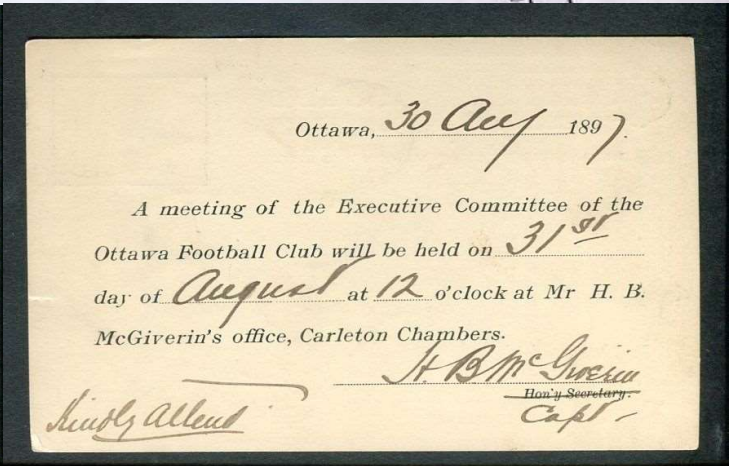 Ottawa, 30 Aug 1897.
A meeting of the Executive Committee of the
Ottawa Football Club will be held on 31st
day of August at 12 o'clock at Mr H. B.
McGiverin's office, Carleton Chambers.
H. B McGiverin
Hon'y Secretary.
Capt
Kindly Attend